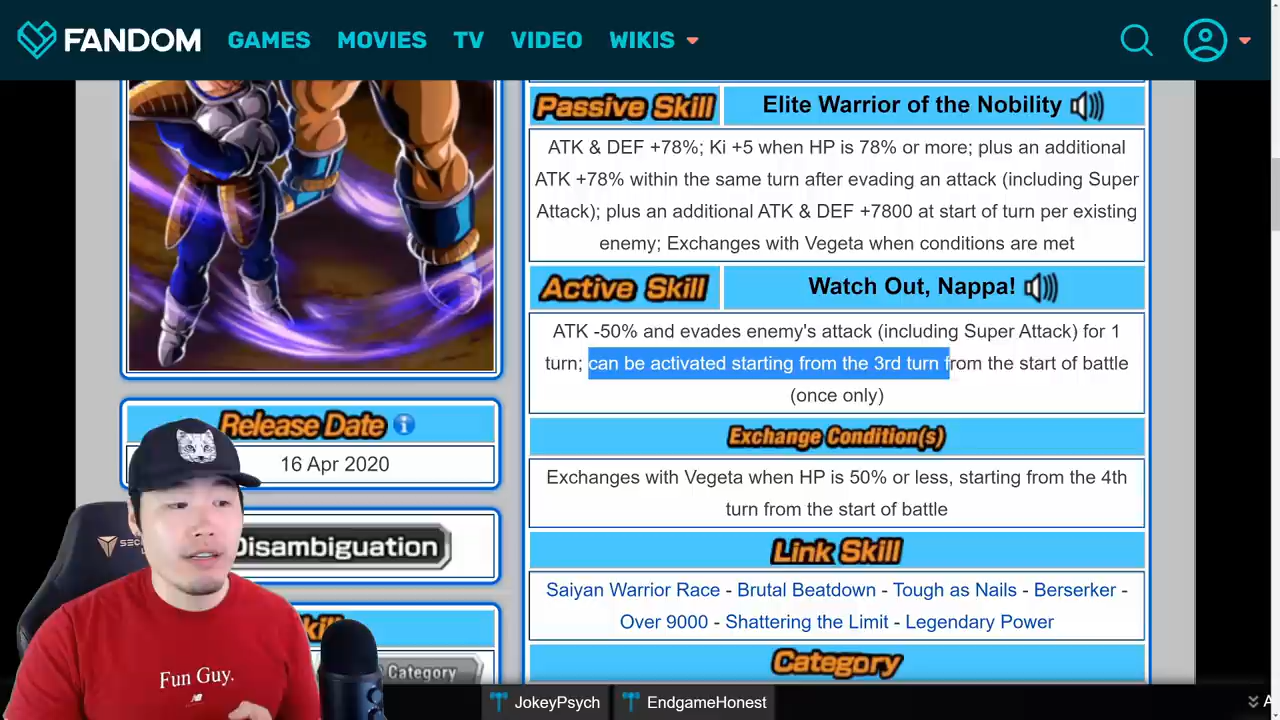 FANDOM GAMES MOVIES TV VIDEO WIKIS
Passive Skill Elite Warrior of the Nobility
ATK & DEF +78%; Ki +5 when HP is 78% or more; plus an additional
ATK +78% within the same turn after evading an attack (including Super
Attack); plus an additional ATK & DEF +7800 at start of turn per existing
enemy; Exchanges with Vegeta when conditions are met
Active Skill Watch Out, Nappa!
ATK -50% and evades enemy's attack (including Super Attack) for 1
turn; can be activated starting from the 3rd turn from the start of battle
(once only)
Exchange Condition(s)
Exchanges with Vegeta when HP is 50% or less, starting from the 4th
turn from the start of battle
Link Skill
Saiyan Warrior Race - Brutal Beatdown - Tough as Nails - Berserker -
Over 9000 - Shattering the Limit - Legendary Power
Category
Release Date
16 Apr 2020
Disambiguation
Category
Fun Guy.
JokeyPsych EndgameHonest